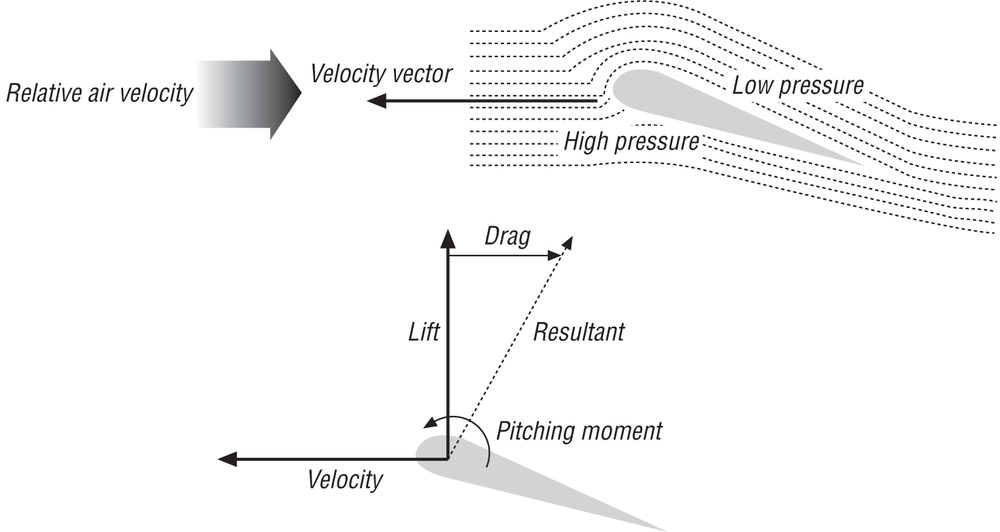 Relative air velocity
Velocity vector
Low pressure
High pressure
Drag
Lift
Resultant
Pitching moment
Velocity